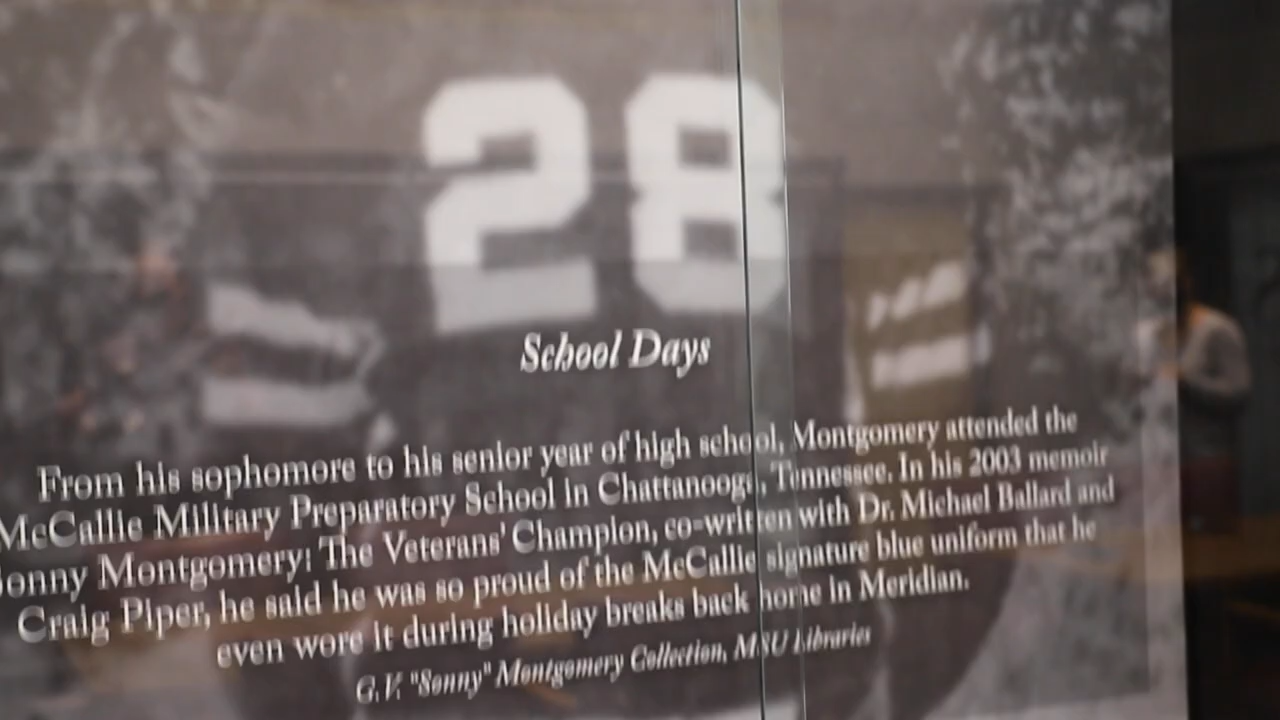 28
School Days
From his sophomore to his senior year of high school, Montgomery attended the
McCallie Military Preparatory School in Chattanooga, Tennessee. In his 2003 memoir
Sonny Montgomery: The Veterans' Champion, co-written with Dr. Michael Ballard and
Craig Piper, he said he was so proud of the McCallie signature blue uniform that he
even wore it during holiday breaks back home in Meridian.
G.V. "Sonny" Montgomery Collection, MSU Libraries